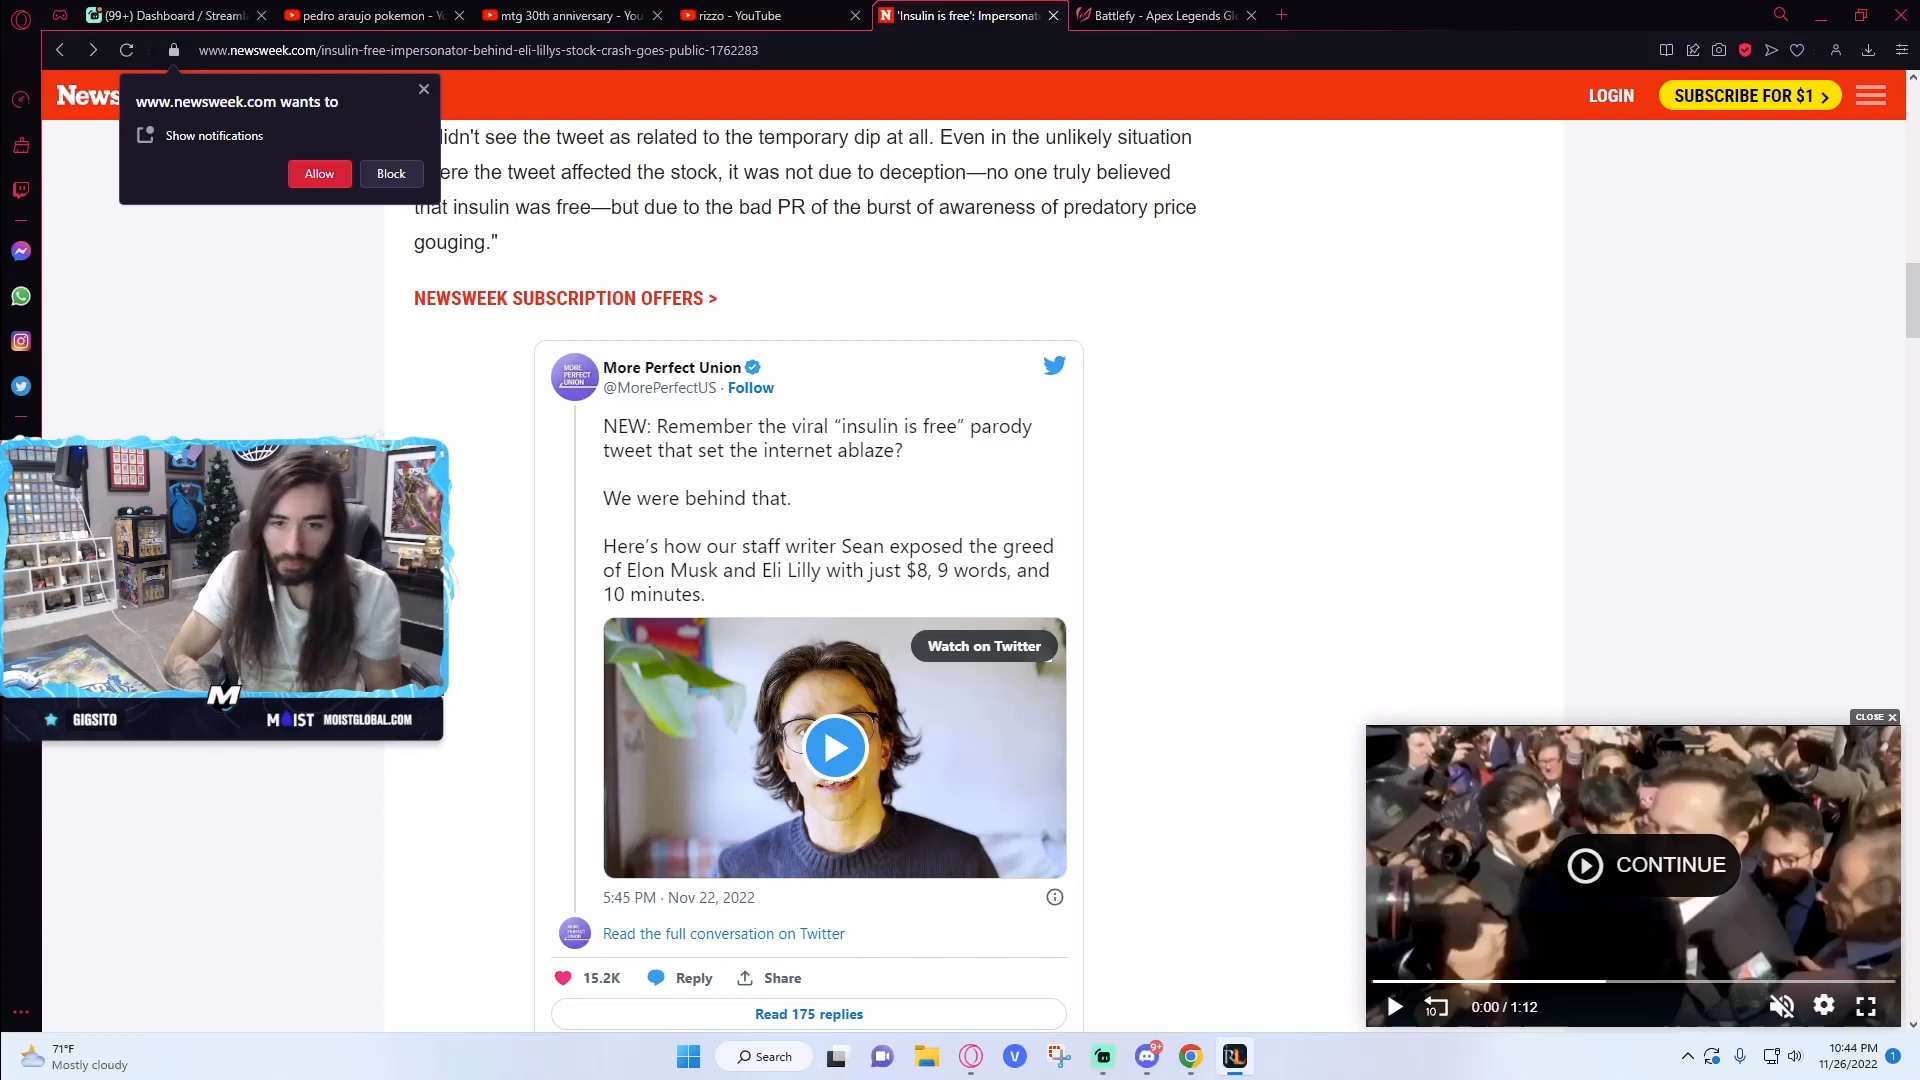 (99+) Dashboard / Streaml
pedro araujo pokemon - Yo
mtg 30th anniversary - You
rizzo - YouTube
'Insulin is free': Impersonat
Battlefy - Apex Legends Gl
www.newsweek.com/insulin-free-impersonator-behind-eli-lillys-stock-crash-goes-public-1762283
News
LOGIN
SUBSCRIBE FOR $1 >
www.newsweek.com wants to
Show notifications
Allow
Block
idn't see the tweet as related to the temporary dip at all. Even in the unlikely situation
ere the tweet affected the stock, it was not due to deception—no one truly believed
that insulin was free—but due to the bad PR of the burst of awareness of predatory price
gouging."
NEWSWEEK SUBSCRIPTION OFFERS >
MORE
PERFECT
UNION
More Perfect Union
@MorePerfectUS · Follow
NEW: Remember the viral “insulin is free” parody
tweet that set the internet ablaze?
We were behind that.
Here’s how our staff writer Sean exposed the greed
of Elon Musk and Eli Lilly with just $8, 9 words, and
10 minutes.
Watch on Twitter
5:45 PM · Nov 22, 2022
Read the full conversation on Twitter
15.2K
Reply
Share
Read 175 replies
M
GIGSITO
MOIST
MOISTGLOBAL.COM
CLOSE X
CONTINUE
10
0:00 / 1:12
71°F
Mostly cloudy
Search
V
9+
RL
10:44 PM
11/26/2022
1